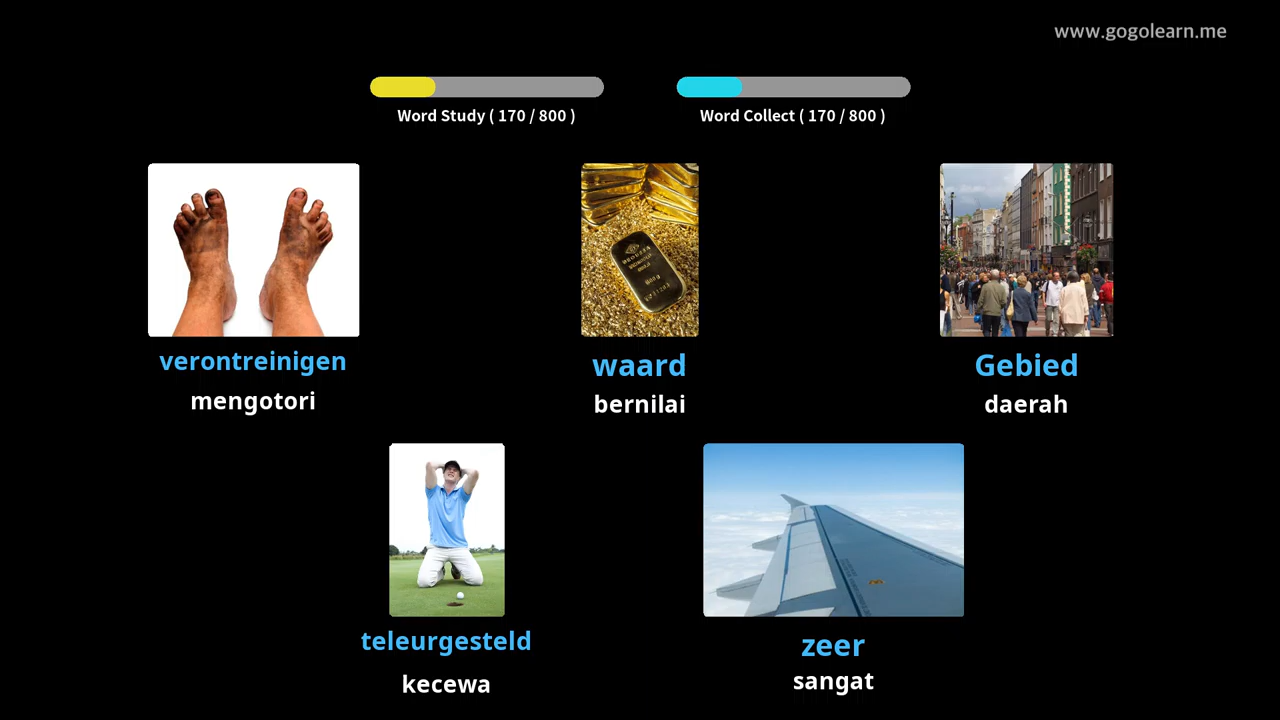 www.gogolearn.me
Word Study ( 170 / 800 )
Word Collect ( 170 / 800 )
verontreinigen
mengotori
waard
bernilai
Gebied
daerah
teleurgesteld
kecewa
zeer
sangat